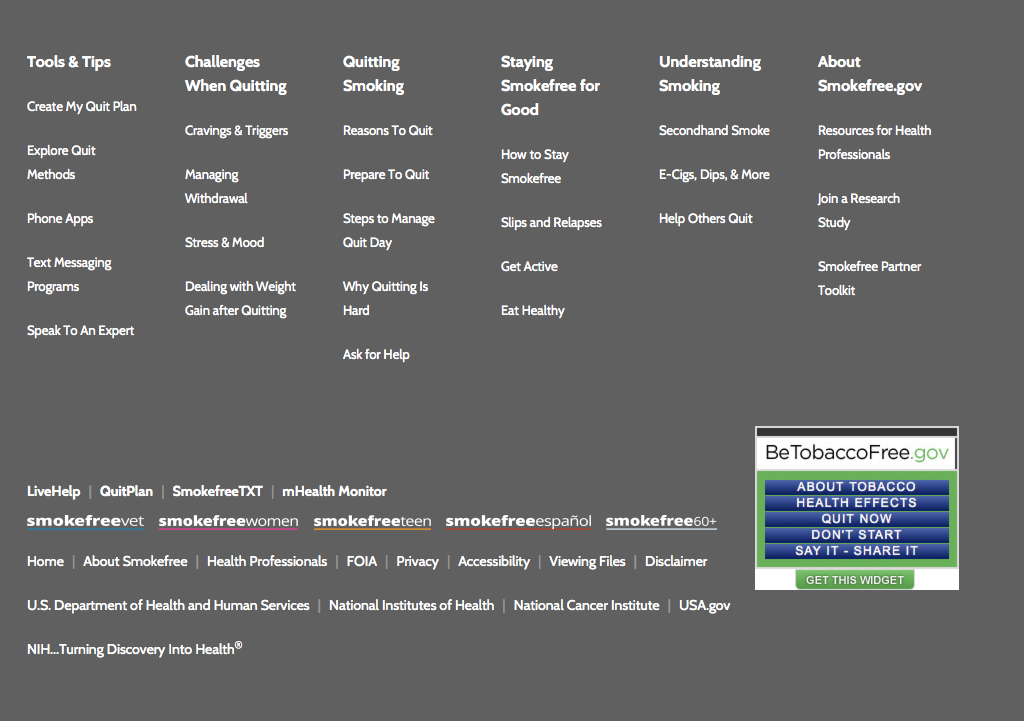 Tools & Tips
Create My Quit Plan
Explore Quit
Methods
Phone Apps
Text Messaging
Programs
Speak To An Expert
Challenges
When Quitting
Cravings & Triggers
Managing
Withdrawal
Stress & Mood
Dealing with Weight
Gain after Quitting
Quitting
Smoking
Reasons To Quit
Prepare To Quit
Steps to Manage
Quit Day
Why Quitting Is
Hard
Ask for Help
Staying
Smokefree for
Good
How to Stay
Smokefree
Slips and Relapses
Get Active
Eat Healthy
Understanding
Smoking
Secondhand Smoke
E-Cigs, Dips, & More
Help Others Quit
About
Smokefree.gov
Resources for Health
Professionals
Join a Research
Study
Smokefree Partner
Toolkit
LiveHelp | QuitPlan | SmokefreeTXT | mHealth Monitor
smokefreevet smokefreewomen smokefreeteen smokefreeespañol smokefree60+
Home | About Smokefree | Health Professionals | FOIA | Privacy | Accessibility | Viewing Files | Disclaimer
U.S. Department of Health and Human Services | National Institutes of Health | National Cancer Institute | USA.gov
NIH...Turning Discovery Into Health®
BeTobaccoFree.gov
ABOUT TOBACCO
HEALTH EFFECTS
QUIT NOW
DON'T START
SAY IT - SHARE IT
GET THIS WIDGET